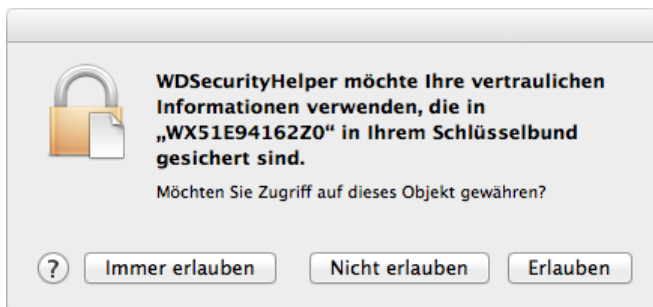 WDSecurityHelper möchte Ihre vertraulichen
Informationen verwenden, die in
„WX51E94162Z0“ in Ihrem Schlüsselbund
gesichert sind.
Möchten Sie Zugriff auf dieses Objekt gewähren?
? Immer erlauben Nicht erlauben Erlauben